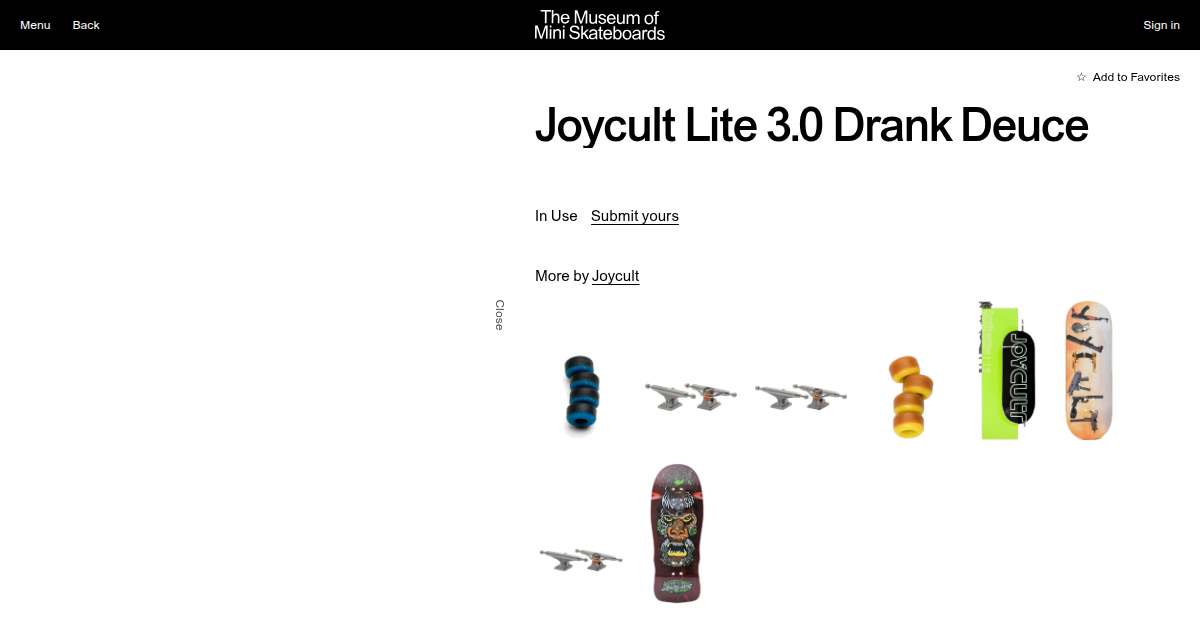 Menu
Back
The Museum of
Mini Skateboards
Sign in
☆ Add to Favorites
Joycult Lite 3.0 Drank Deuce
In Use Submit yours
More by Joycult
Close
JOYCULT